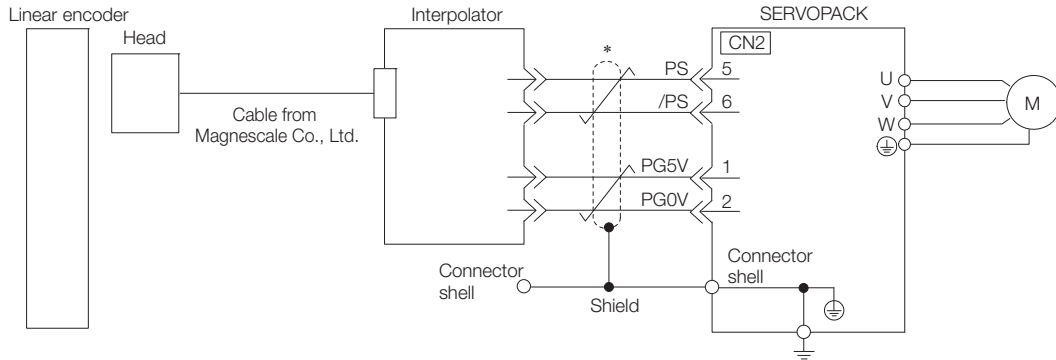 Linear encoder
Head
Cable from
Magnescale Co., Ltd.
Interpolator
*
SERVOPACK
CN2
PS 5
/PS 6
PG5V 1
PG0V 2
U
V
W
M
Connector
shell
Shield
Connector
shell